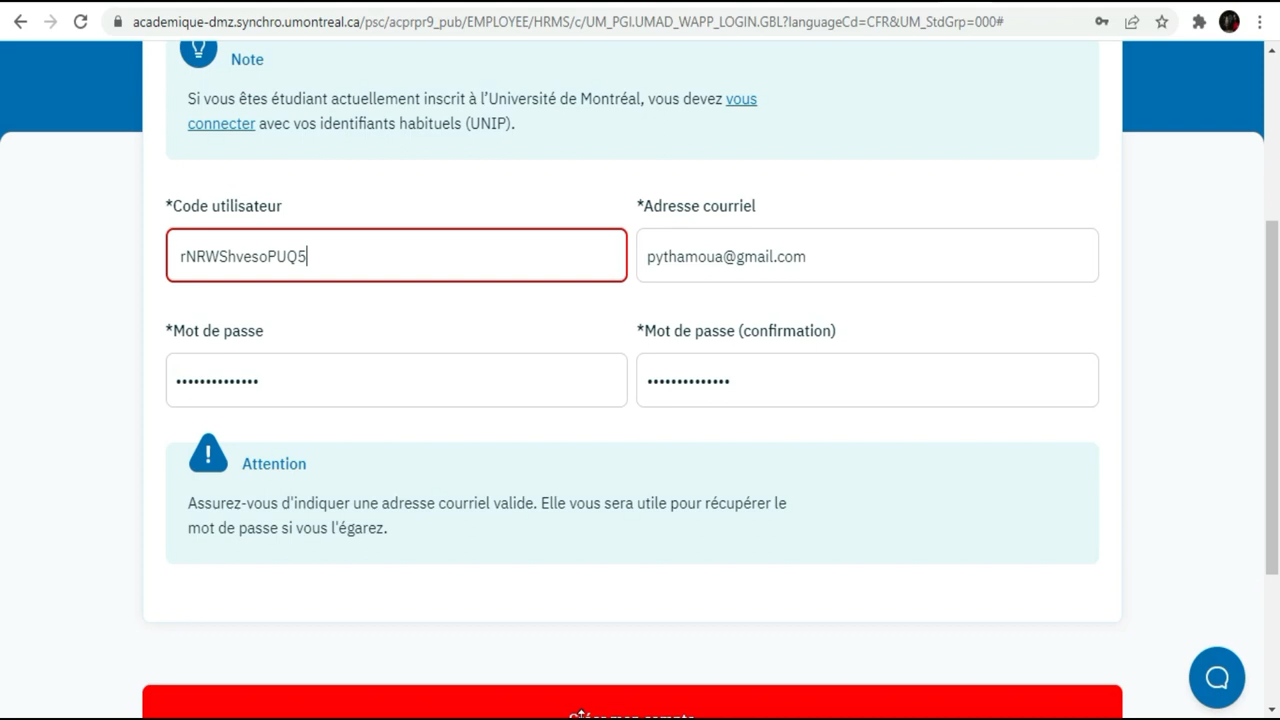 academique-dmz.synchro.umontreal.ca/psc/acprpr9_pub/EMPLOYEE/HRMS/c/UM_PGI.UMAD_WAPP_LOGIN.GBL?languageCd=CFR&UM_StdGrp=000#
Note
Si vous êtes étudiant actuellement inscrit à l’Université de Montréal, vous devez vous
connecter avec vos identifiants habituels (UNIP).
*Code utilisateur
*Adresse courriel
rNRWShvesoPUQ5
pythamoua@gmail.com
*Mot de passe
*Mot de passe (confirmation)
••••••••••••••
••••••••••••••
Attention
Assurez-vous d'indiquer une adresse courriel valide. Elle vous sera utile pour récupérer le
mot de passe si vous l'égarez.